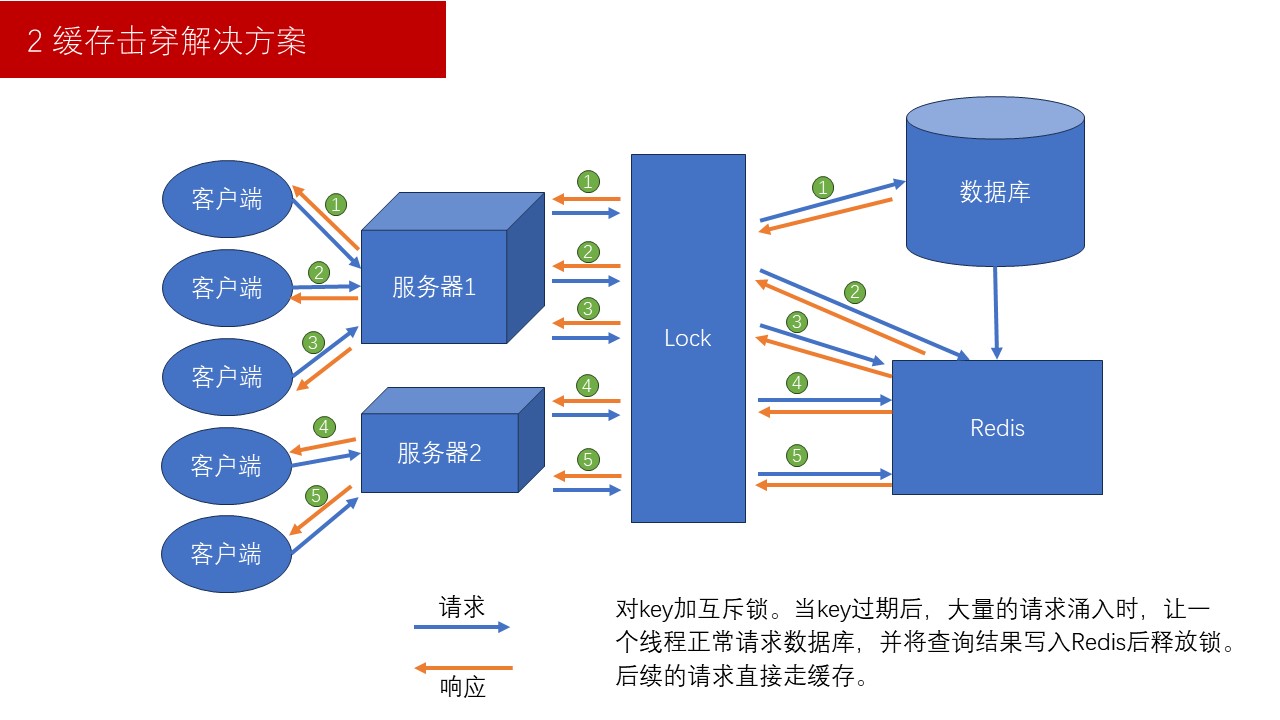 2 缓存击穿解决方案
客户端
客户端
客户端
客户端
客户端
1
2
3
4
5
服务器1
服务器2
1
2
3
4
5
Lock
1
2
3
4
5
数据库
Redis
请求
响应
对key加互斥锁。当key过期后，大量的请求涌入时，让一
个线程正常请求数据库，并将查询结果写入Redis后释放锁。
后续的请求直接走缓存。